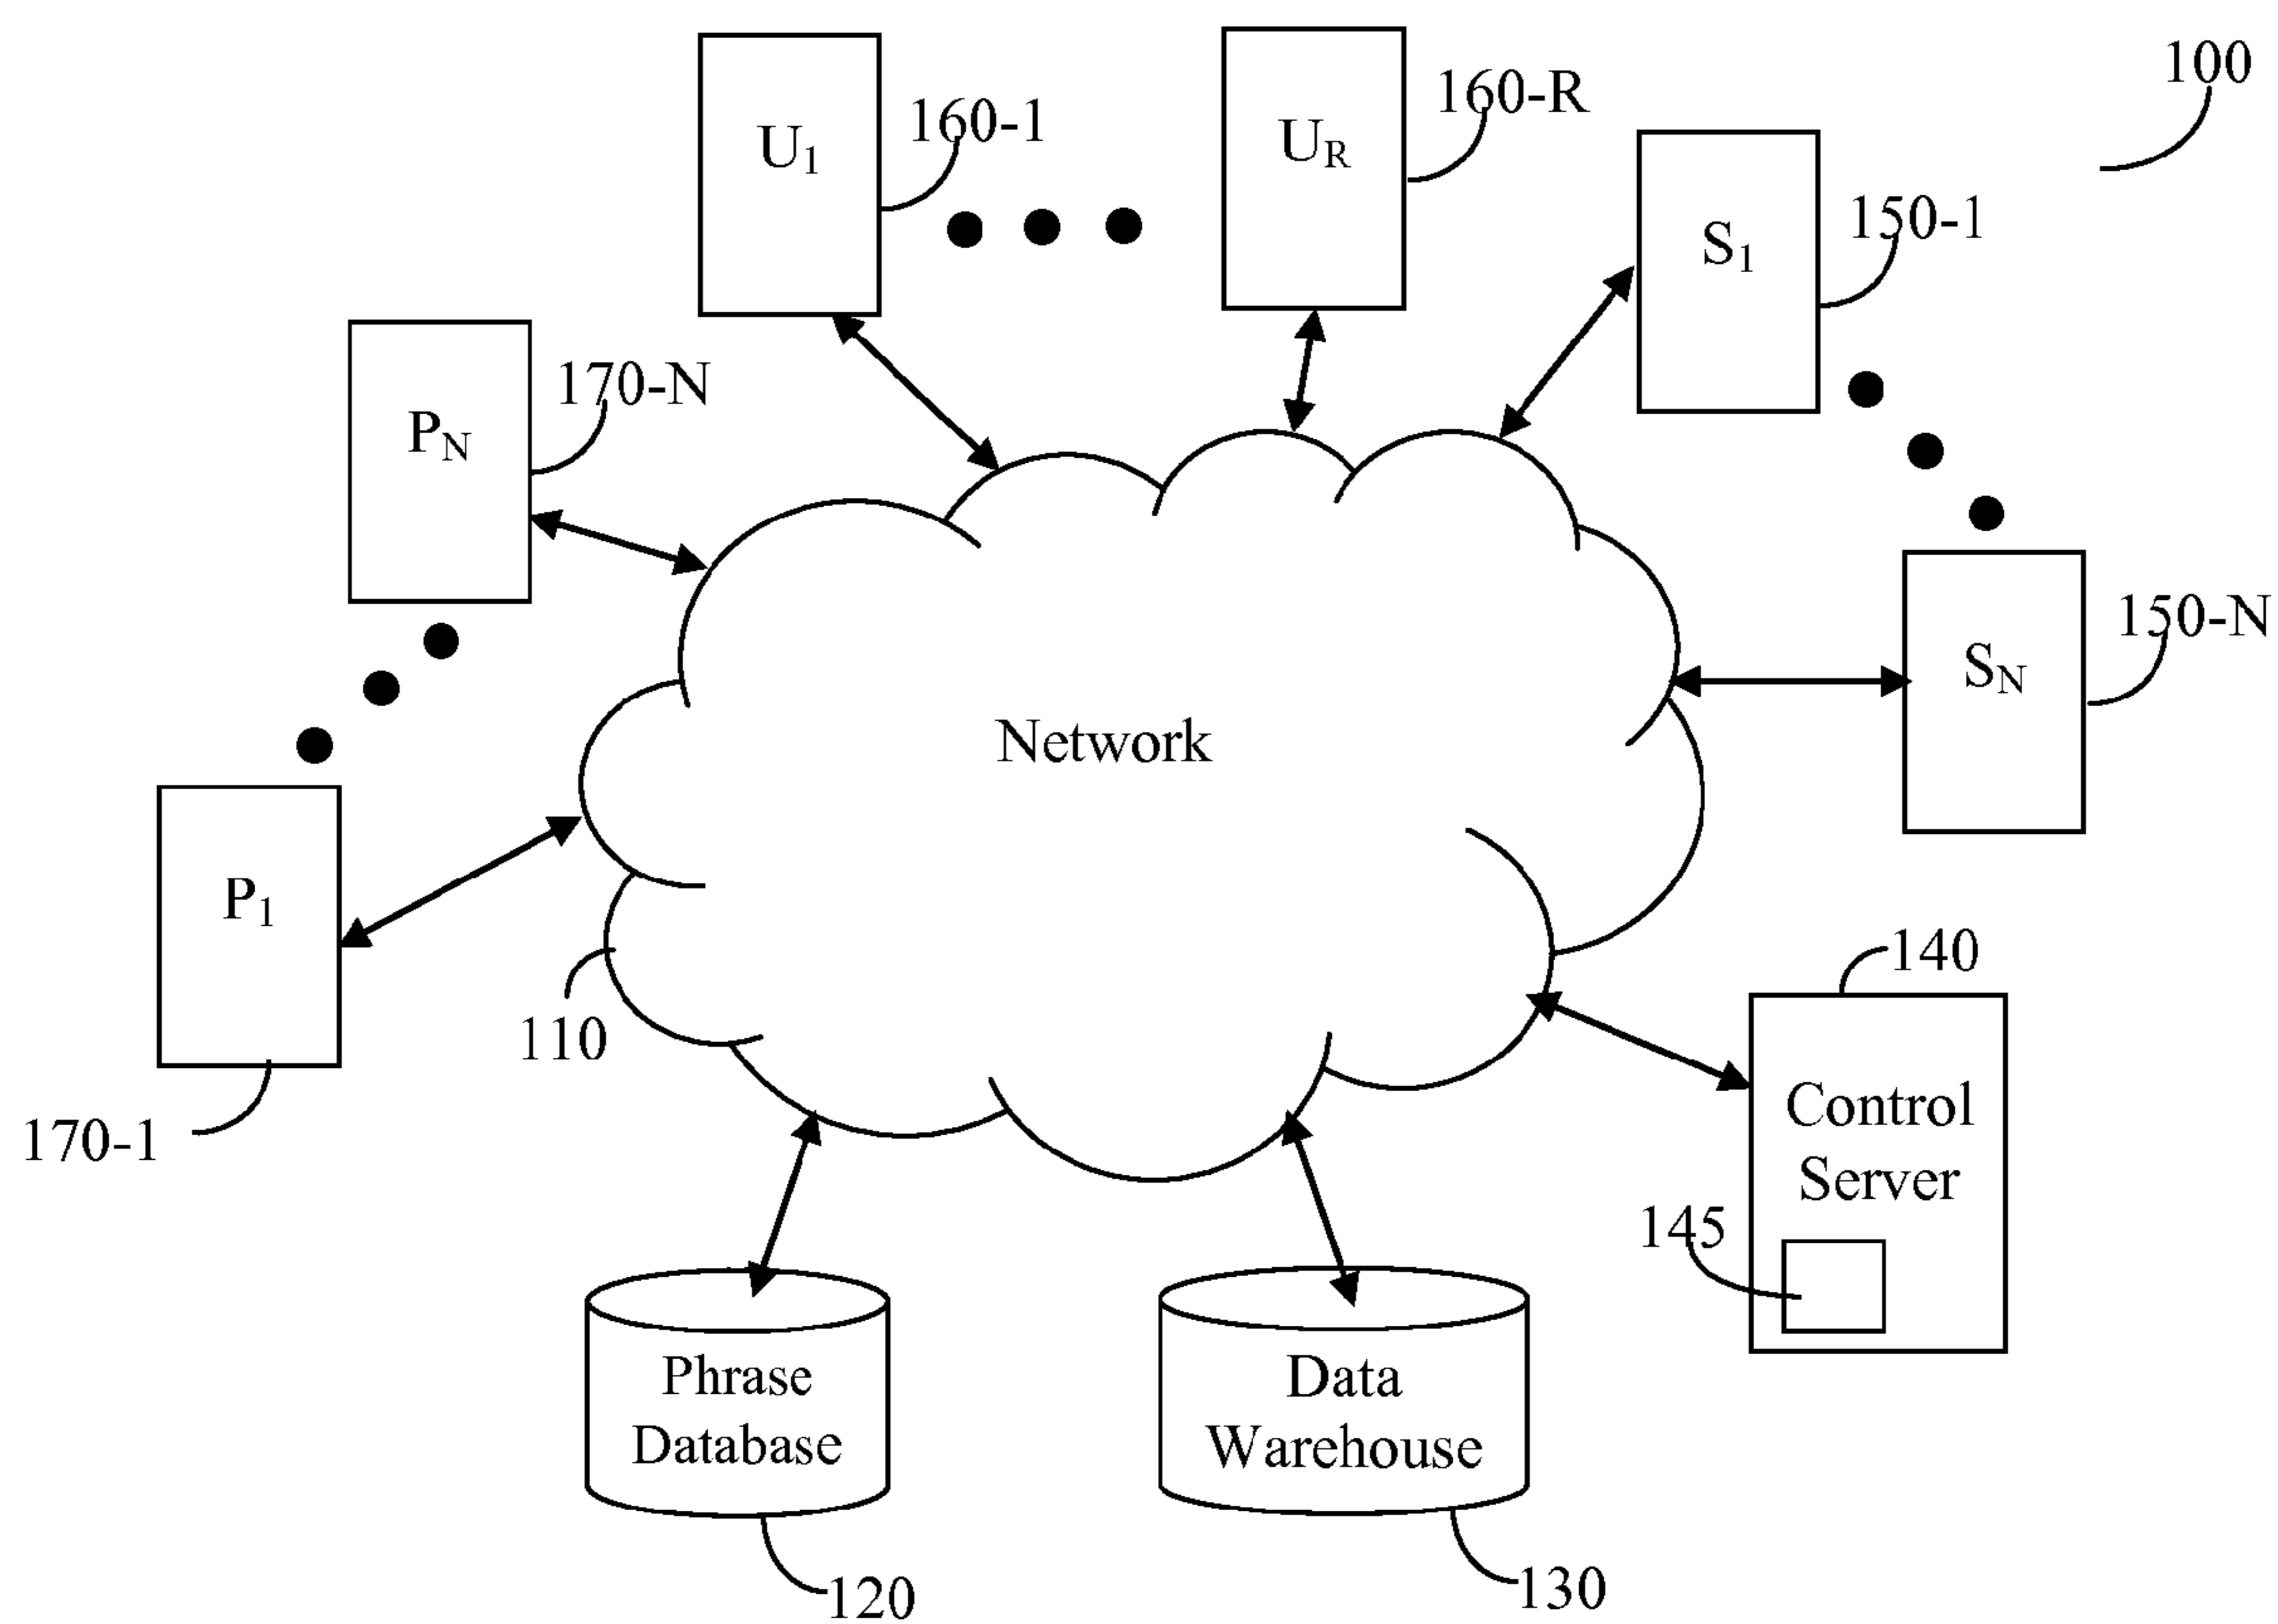 100
U1
160-1
UR
160-R
S1
150-1
PN
170-N
SN
150-N
Network
P1
170-1
110
140
Control
Server
145
Phrase
Database
120
Data
Warehouse
130